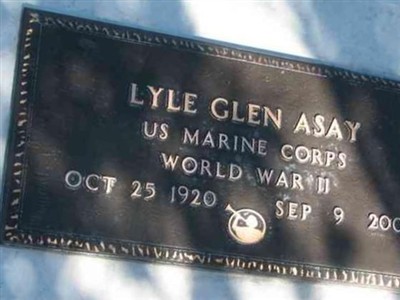 LYLE GLEN ASAY
US MARINE CORPS
WORLD WAR II
OCT 25 1920 SEP 9